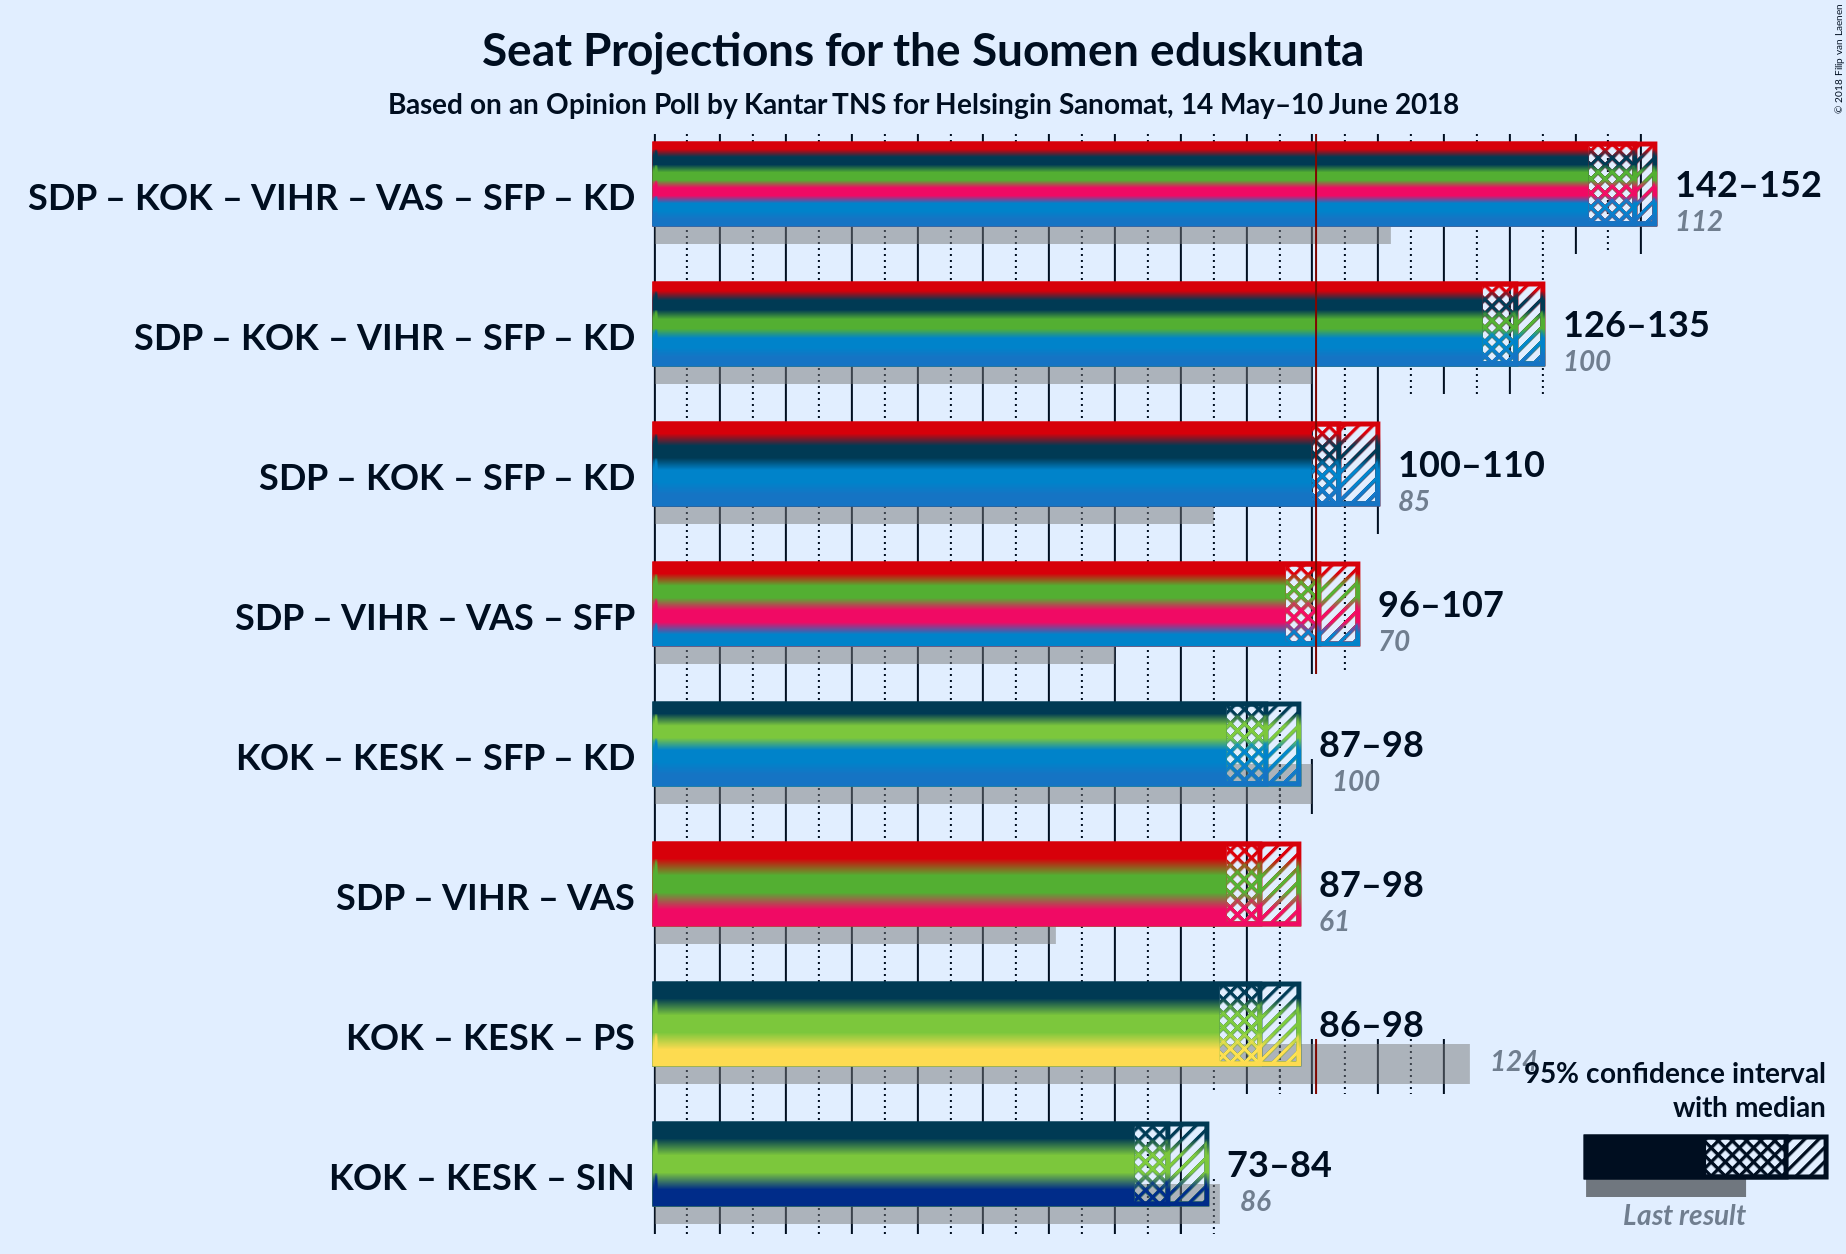 Seat Projections for the Suomen eduskunta
Based on an Opinion Poll by Kantar TNS for Helsingin Sanomat, 14 May–10 June 2018
© 2018 Filip van Laenen
SDP – KOK – VIHR – VAS – SFP – KD
142–152
112
SDP – KOK – VIHR – SFP – KD
126–135
100
SDP – KOK – SFP – KD
100–110
85
SDP – VIHR – VAS – SFP
96–107
70
KOK – KESK – SFP – KD
87–98
100
SDP – VIHR – VAS
87–98
61
KOK – KESK – PS
86–98
124
KOK – KESK – SIN
73–84
86
95% confidence interval
with median
Last result